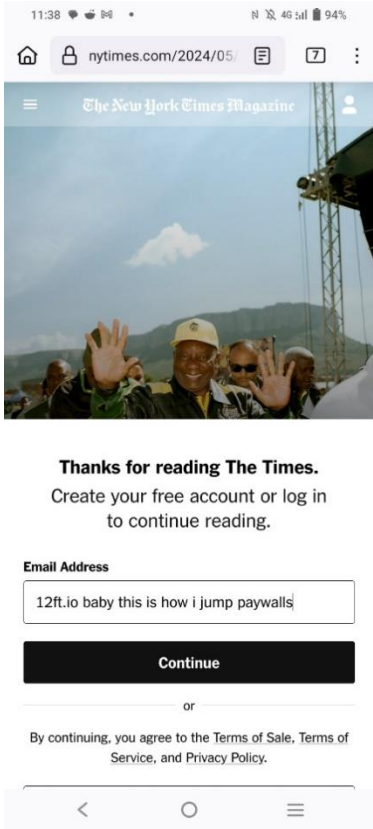 11:38
4G 94%
nytimes.com/2024/05/
7
The New York Times Magazine
Thanks for reading The Times.
Create your free account or log in
to continue reading.
Email Address
12ft.io baby this is how i jump paywalls
Continue
or
By continuing, you agree to the Terms of Sale, Terms of
Service, and Privacy Policy.